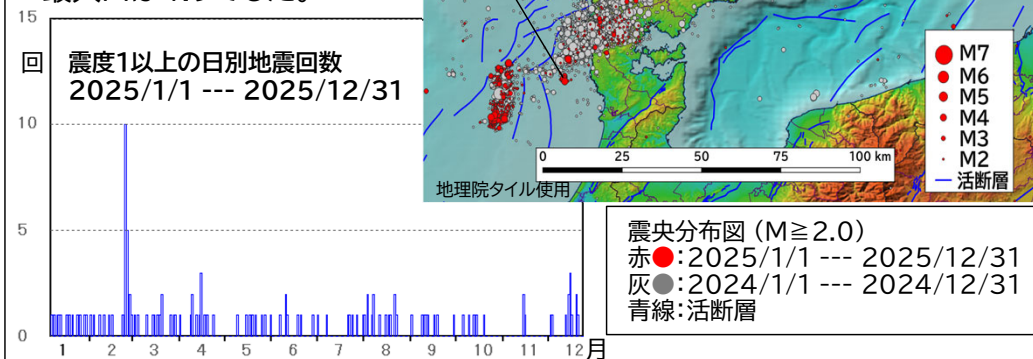 15
回
震度1以上の日別地震回数
2025/1/1 --- 2025/12/31
10
5
0
1 2 3 4 5 6 7 8 9 10 11 12 月
M7
M6
M5
M4
M3
M2
活断層
0 25 50 75 100 km
地理院タイル使用
震央分布図 (M≧2.0)
赤●:2025/1/1 --- 2025/12/31
灰●:2024/1/1 --- 2024/12/31
青線:活断層